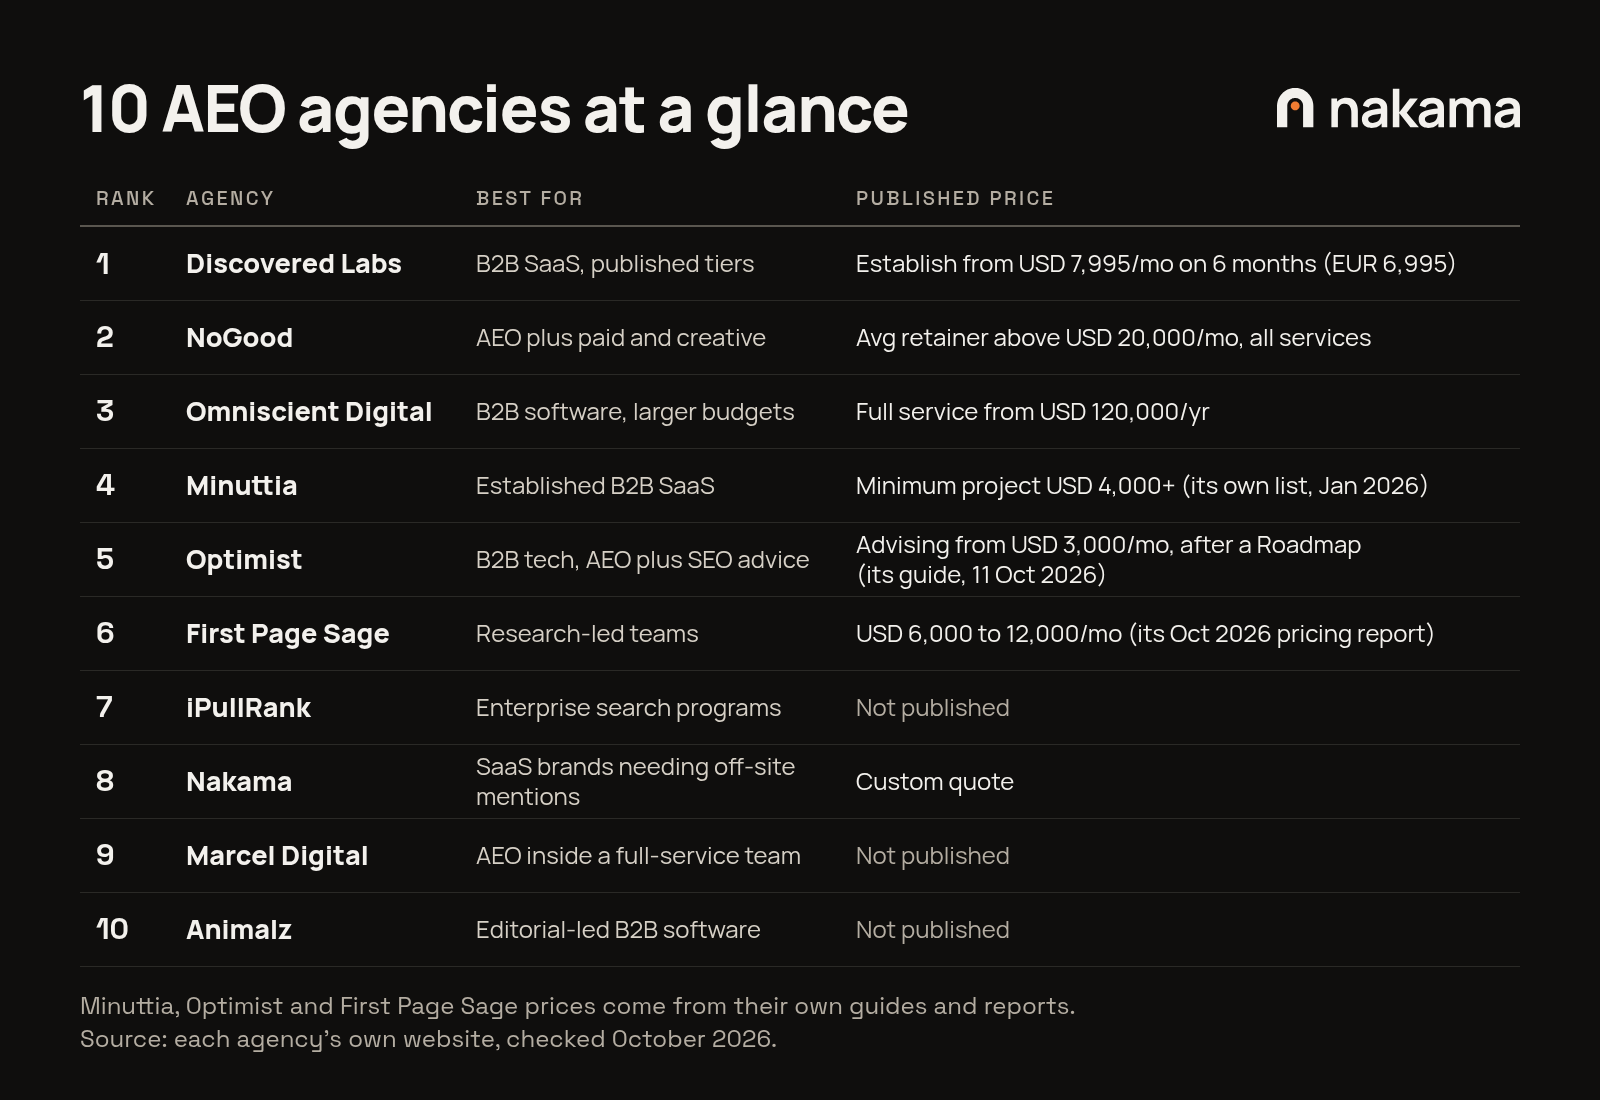 10 AEO agencies at a glance
nakama
RANK AGENCY BEST FOR PUBLISHED PRICE
1 Discovered Labs B2B SaaS, published tiers Establish from USD 7,995/mo on 6 months (EUR 6,995)
2 NoGood AEO plus paid and creative Avg retainer above USD 20,000/mo, all services
3 Omniscient Digital B2B software, larger budgets Full service from USD 120,000/yr
4 Minuttia Established B2B SaaS Minimum project USD 4,000+ (its own list, Jan 2026)
5 Optimist B2B tech, AEO plus SEO advice Advising from USD 3,000/mo, after a Roadmap
(its guide, 11 Oct 2026)
6 First Page Sage Research-led teams USD 6,000 to 12,000/mo (its Oct 2026 pricing report)
7 iPullRank Enterprise search programs Not published
8 Nakama SaaS brands needing off-site
mentions Custom quote
9 Marcel Digital AEO inside a full-service team Not published
10 Animalz Editorial-led B2B software Not published
Minuttia, Optimist and First Page Sage prices come from their own guides and reports.
Source: each agency's own website, checked October 2026.